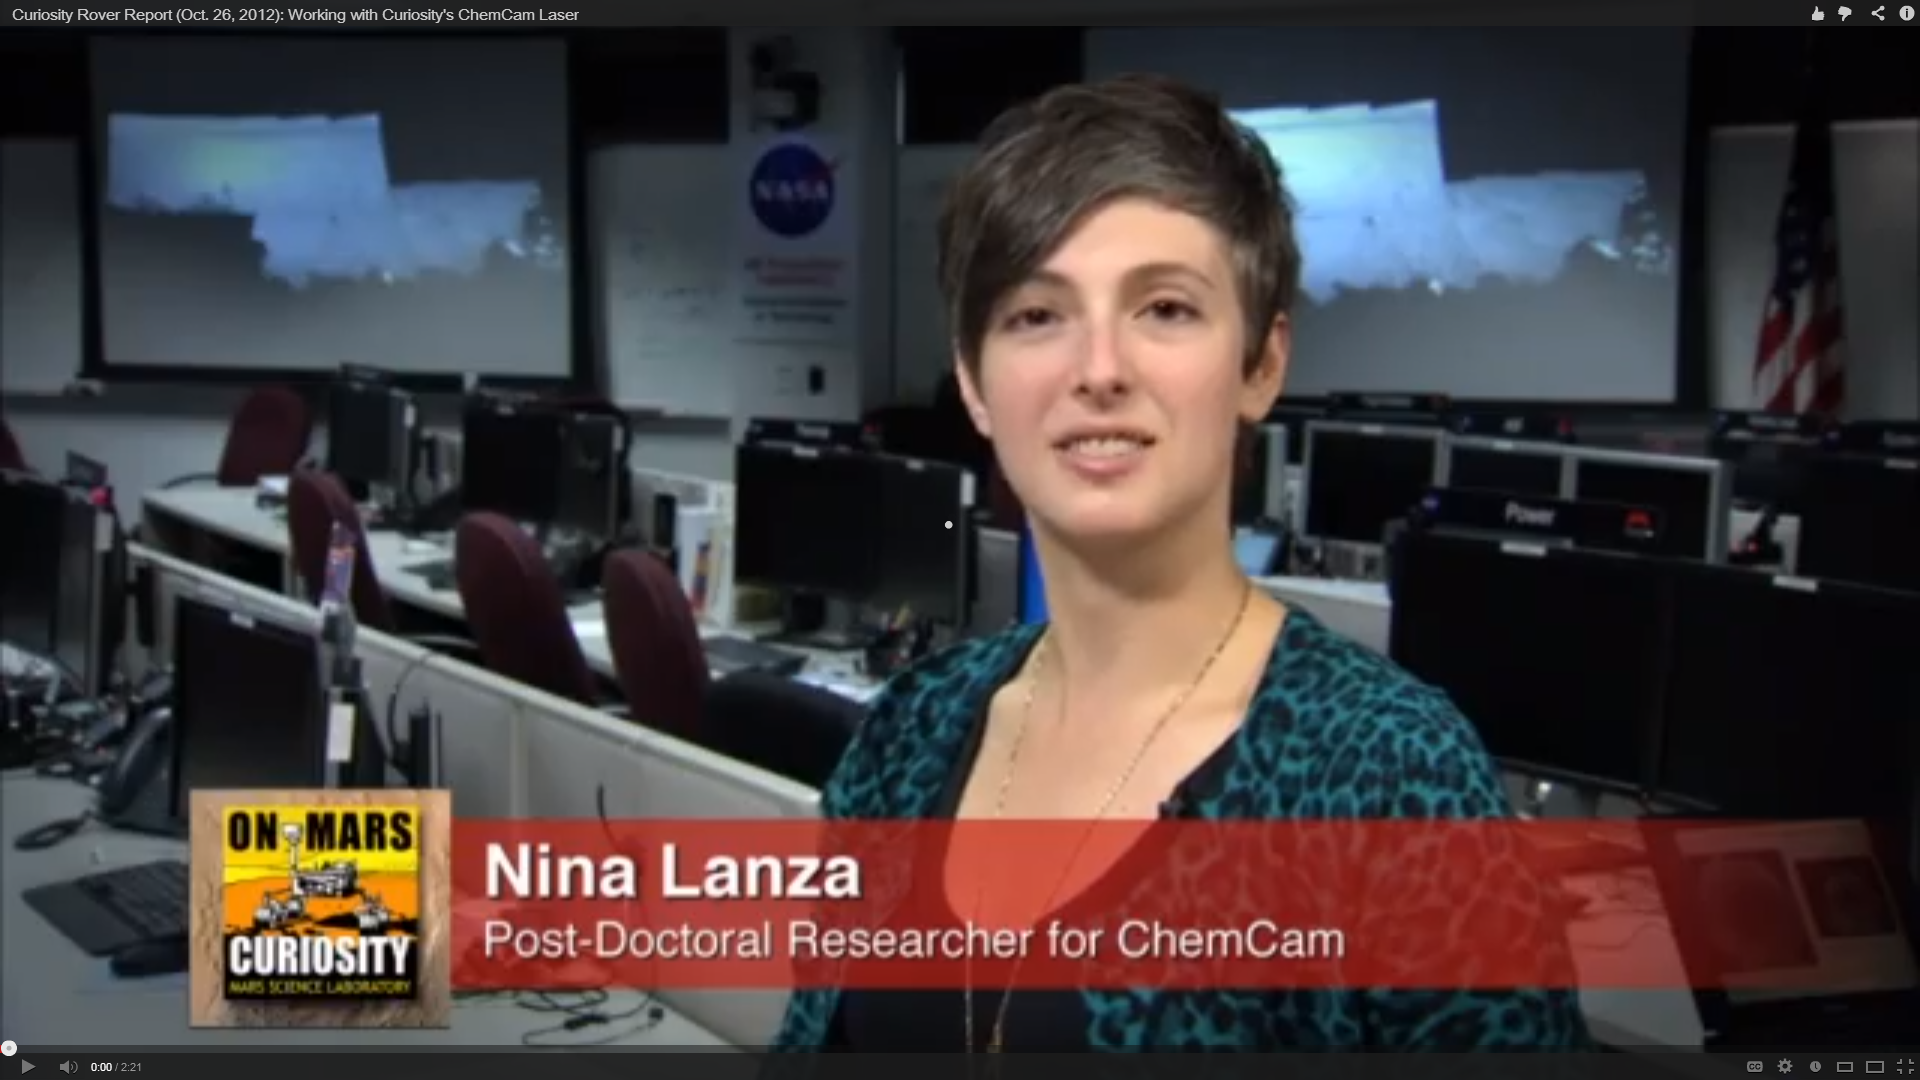 Curiosity Rover Report (Oct. 26, 2012): Working with Curiosity's ChemCam Laser
NASA
Power
ON MARS
CURIOSITY
MARS SCIENCE LABORATORY
Nina Lanza
Post-Doctoral Researcher for ChemCam
0:00 / 2:21
CC